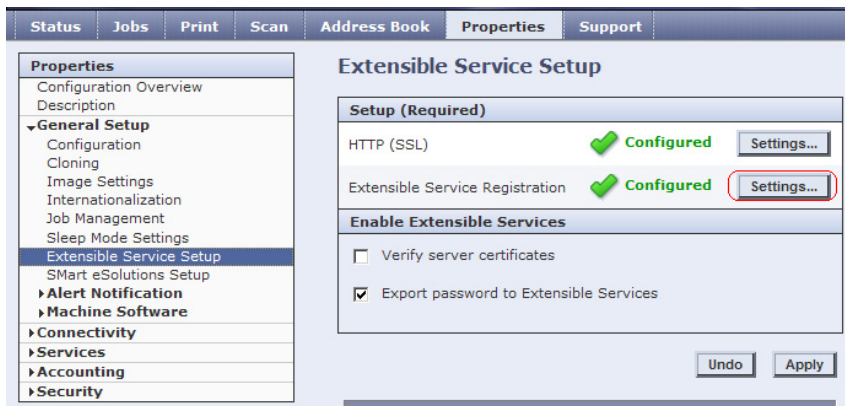 Status Jobs Print Scan Address Book Properties Support
Properties
Configuration Overview
Description
General Setup
Configuration
Cloning
Image Settings
Internationalization
Job Management
Sleep Mode Settings
Extensible Service Setup
SMart eSolutions Setup
Alert Notification
Machine Software
Connectivity
Services
Accounting
Security
Extensible Service Setup
Setup (Required)
HTTP (SSL) Configured Settings...
Extensible Service Registration Configured Settings...
Enable Extensible Services
Verify server certificates
Export password to Extensible Services
Undo Apply